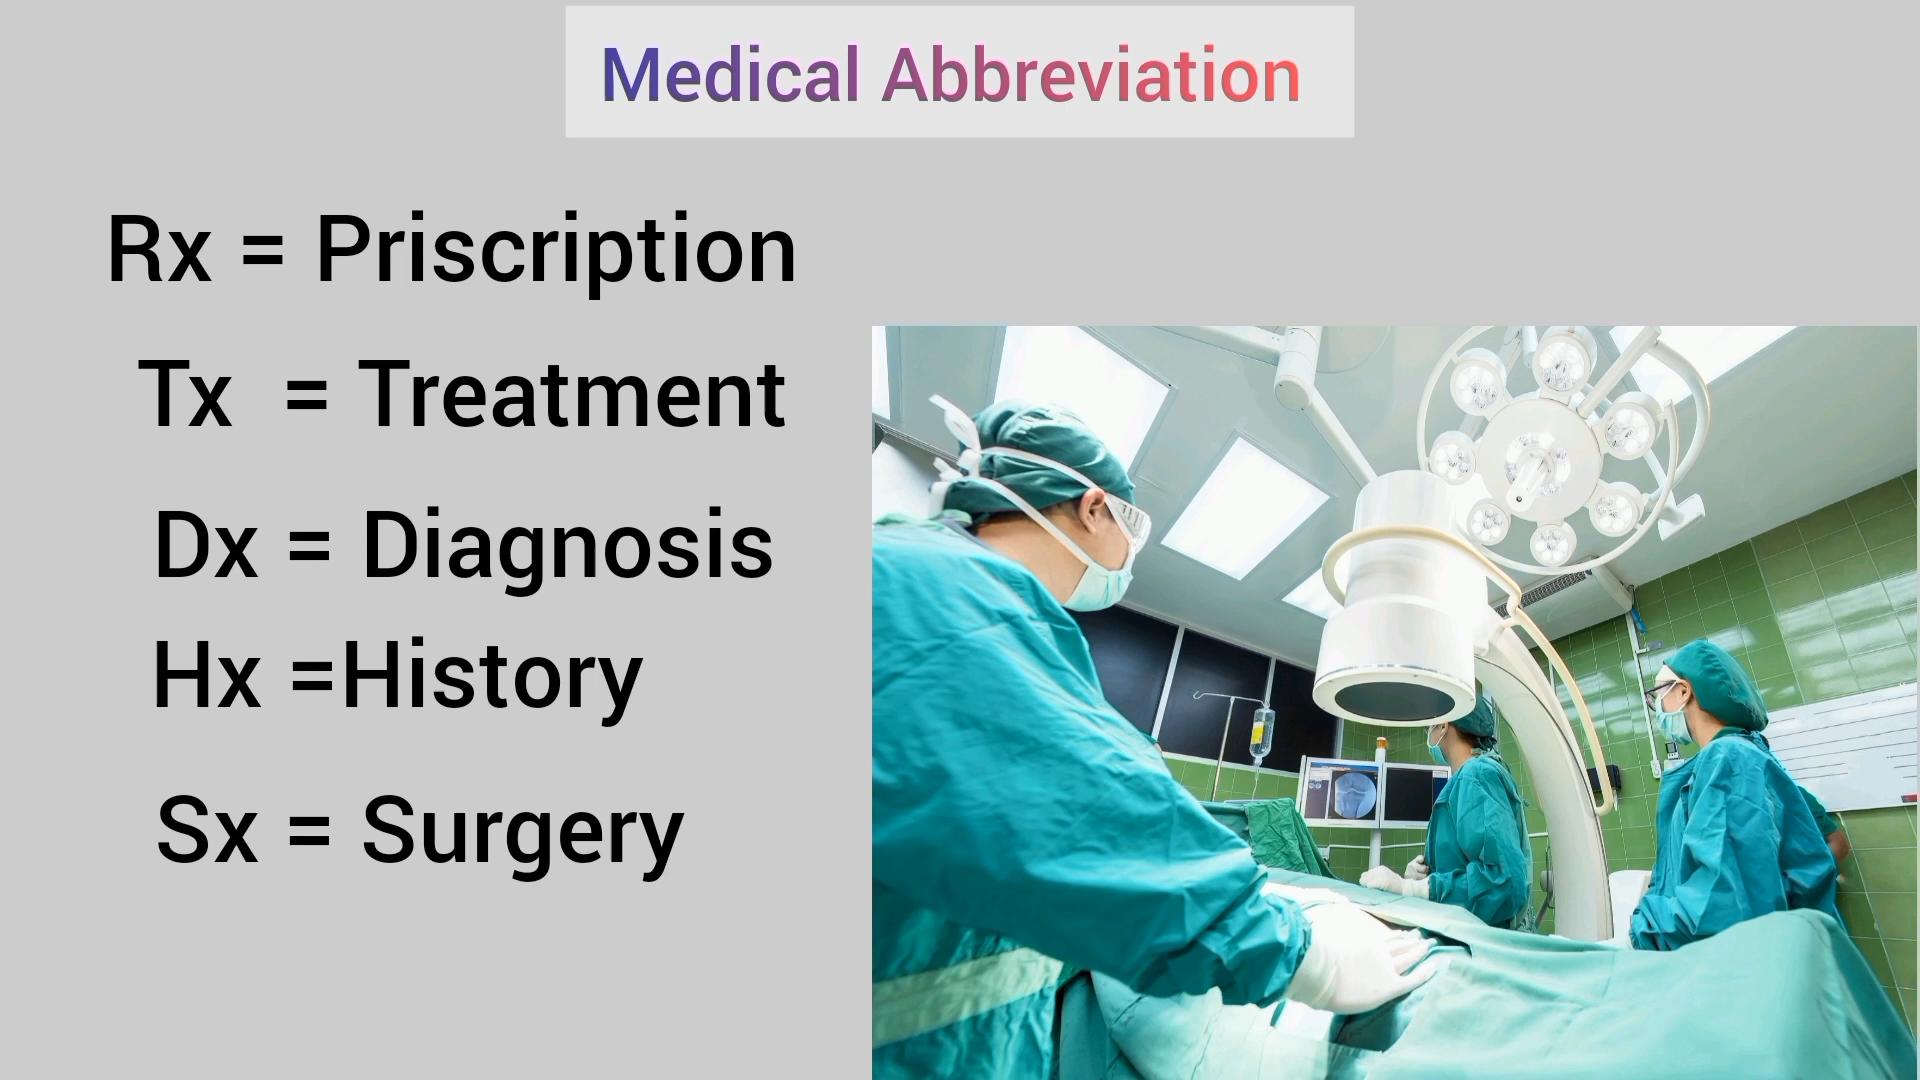 Medical Abbreviation
Rx = Priscription
Tx = Treatment
Dx = Diagnosis
Hx =History
Sx = Surgery